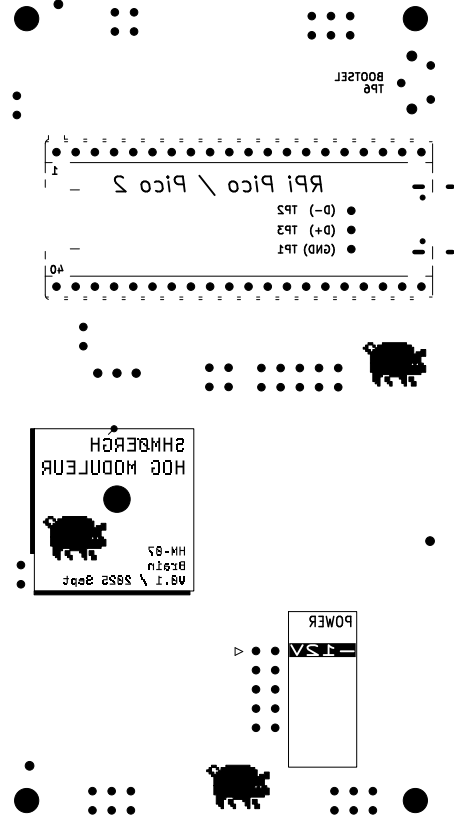 BOOTSEL
TP6
1
RPi Pico / Pico 2
(D-) TP2
(D+) TP3
(GND) TP1
40
SHMØERGH
HOG MODULEUR
HM-07
Brain
V0.1 / 2025 Sept
POWER
-12V